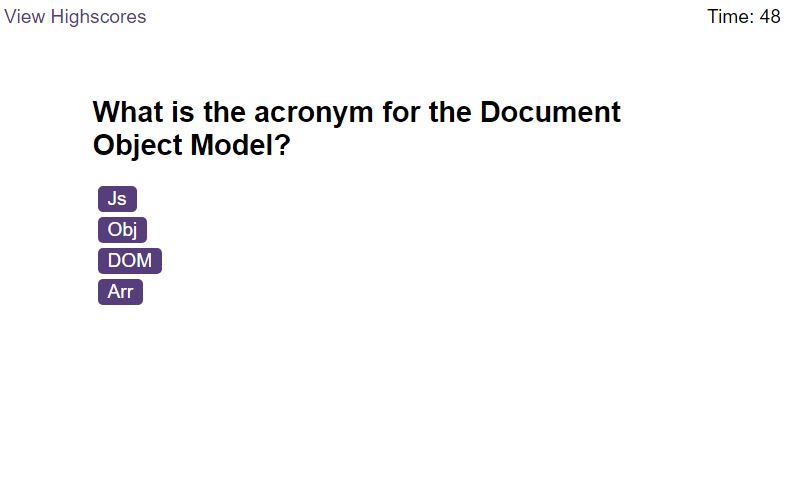 View Highscores
Time: 48
What is the acronym for the Document
Object Model?
Js
Obj
DOM
Arr